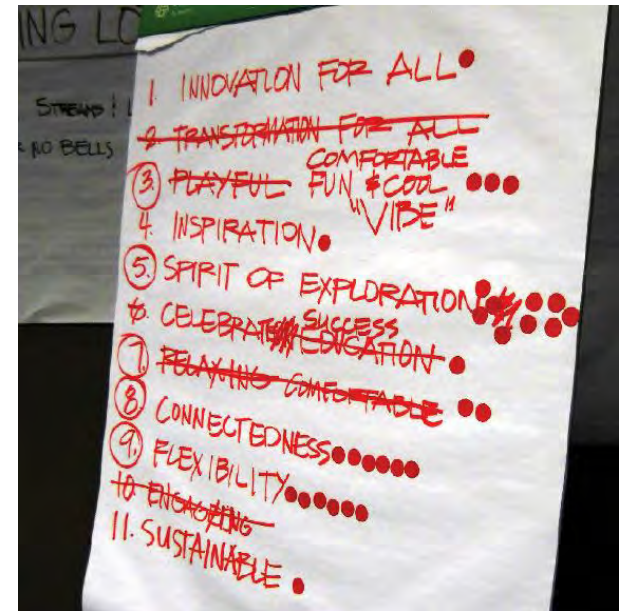 ING LO
STREAMS! L
NO BELLS
1. INNOVATION FOR ALL
2. TRANSFORMATION FOR ALL
COMFORTABLE
3. PLAYFUL FUN & COOL
"VIBE"
4. INSPIRATION
5. SPIRIT OF EXPLORATION
SUCCESS
6. CELEBRATE EDUCATION
7. RELAXING COMFORTABLE
8. CONNECTEDNESS
9. FLEXIBILITY
10 ENGAGING
11. SUSTAINABLE